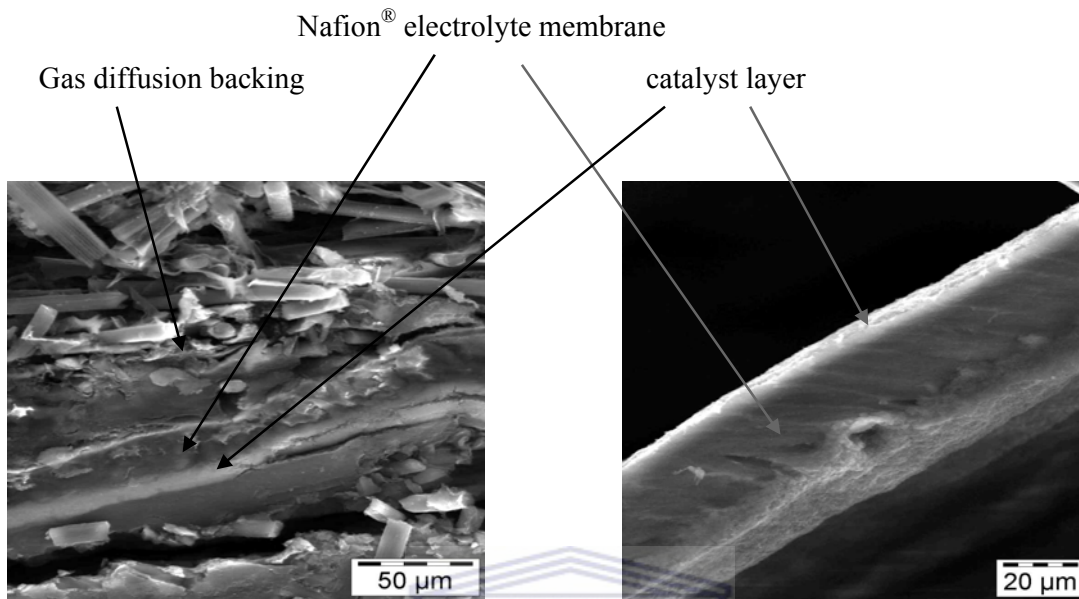 Nafion® electrolyte membrane
Gas diffusion backing
catalyst layer
50 µm
20 µm